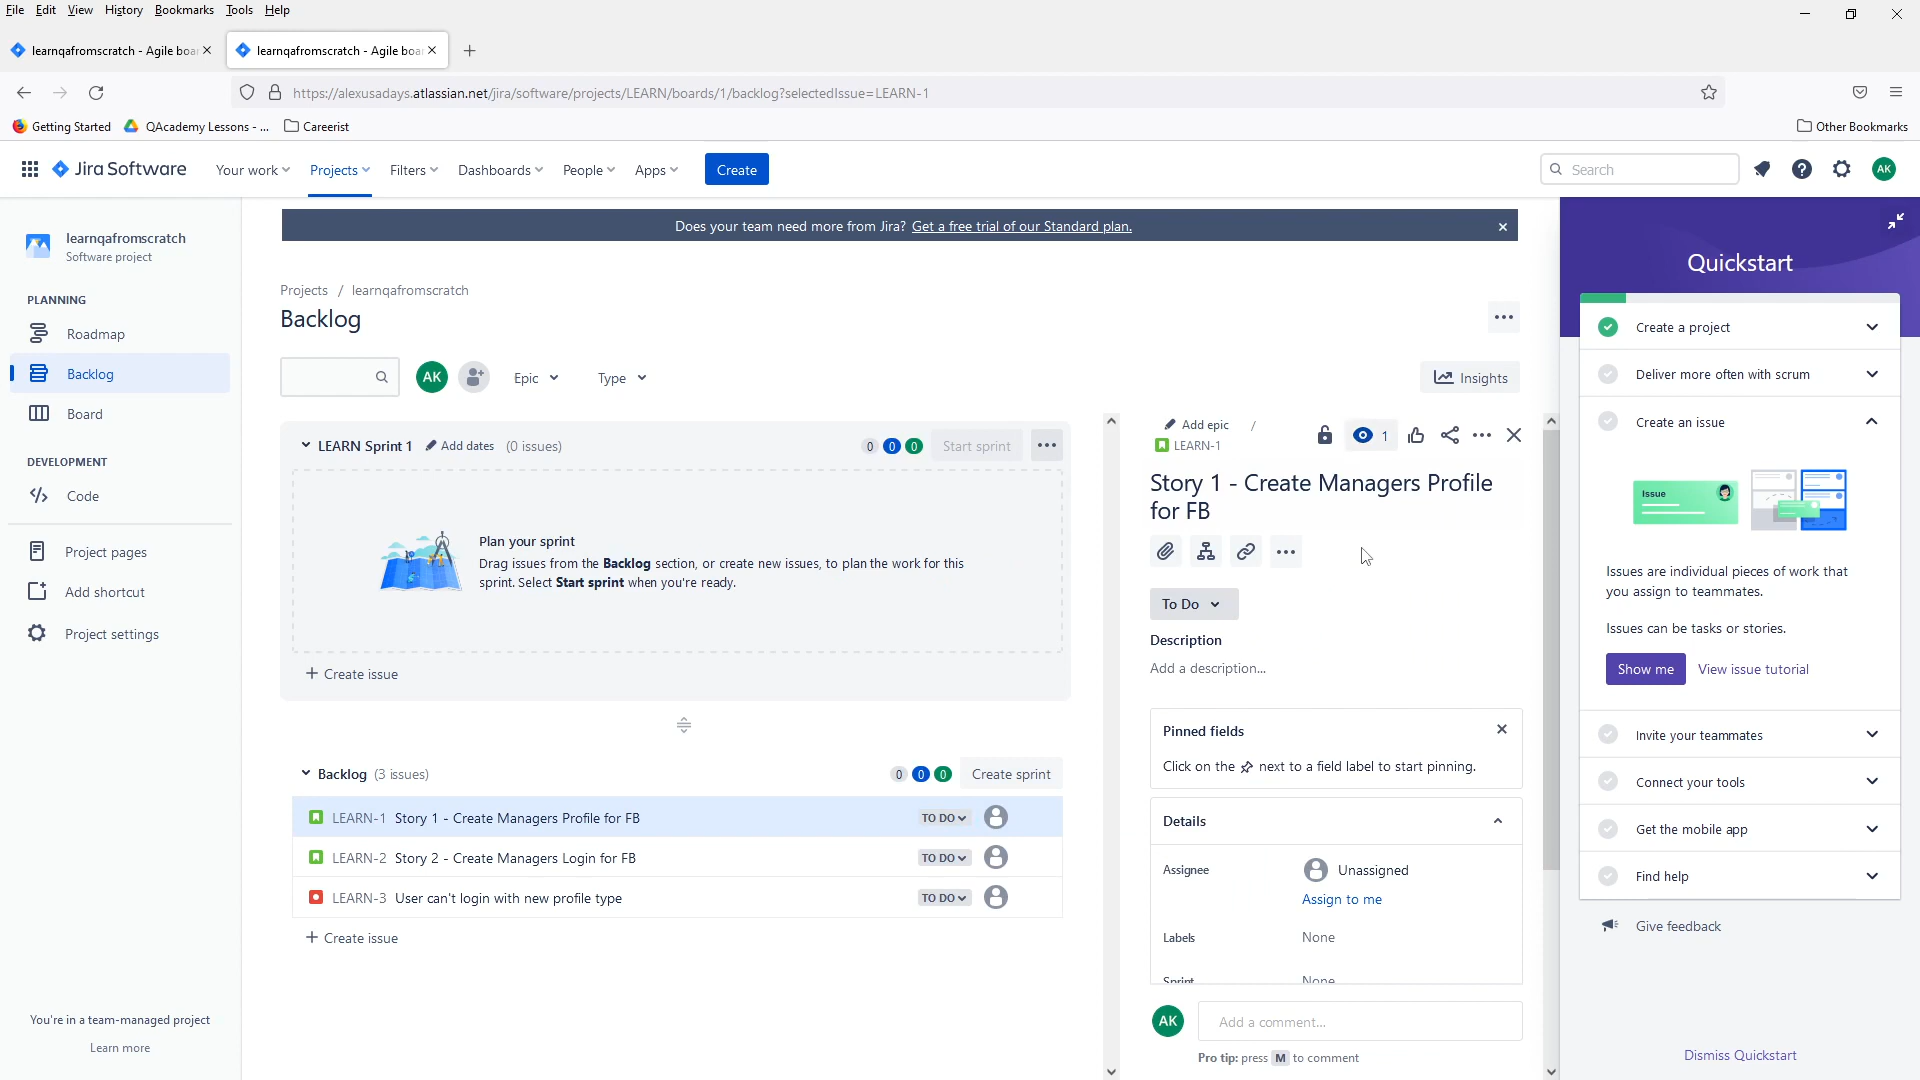 File Edit View History Bookmarks Tools Help
learnqafromscratch - Agile boar
learnqafromscratch - Agile boar
https://alexusadays.atlassian.net/jira/software/projects/LEARN/boards/1/backlog?selectedIssue=LEARN-1
Getting Started QAcademy Lessons - ... Careerist Other Bookmarks
Jira Software Your work Projects Filters Dashboards People Apps Create Search AK
learnqafromscratch
Software project
PLANNING
Roadmap
Backlog
Board
DEVELOPMENT
Code
Project pages
Add shortcut
Project settings
You're in a team-managed project
Learn more
Does your team need more from Jira? Get a free trial of our Standard plan.
Projects / learnqafromscratch
Backlog
AK Epic Type Insights
LEARN Sprint 1 Add dates (0 issues) 0 0 0 Start sprint
Plan your sprint
Drag issues from the Backlog section, or create new issues, to plan the work for this
sprint. Select Start sprint when you're ready.
+ Create issue
Backlog (3 issues) 0 0 0 Create sprint
LEARN-1 Story 1 - Create Managers Profile for FB TO DO
LEARN-2 Story 2 - Create Managers Login for FB TO DO
LEARN-3 User can't login with new profile type TO DO
+ Create issue
Add epic /
LEARN-1
1
Story 1 - Create Managers Profile
for FB
To Do
Description
Add a description...
Pinned fields
Click on the next to a field label to start pinning.
Details
Assignee Unassigned
Assign to me
Labels None
Sprint None
AK Add a comment...
Pro tip: press M to comment
Quickstart
Create a project
Deliver more often with scrum
Create an issue
Issue
Issues are individual pieces of work that
you assign to teammates.
Issues can be tasks or stories.
Show me View issue tutorial
Invite your teammates
Connect your tools
Get the mobile app
Find help
Give feedback
Dismiss Quickstart